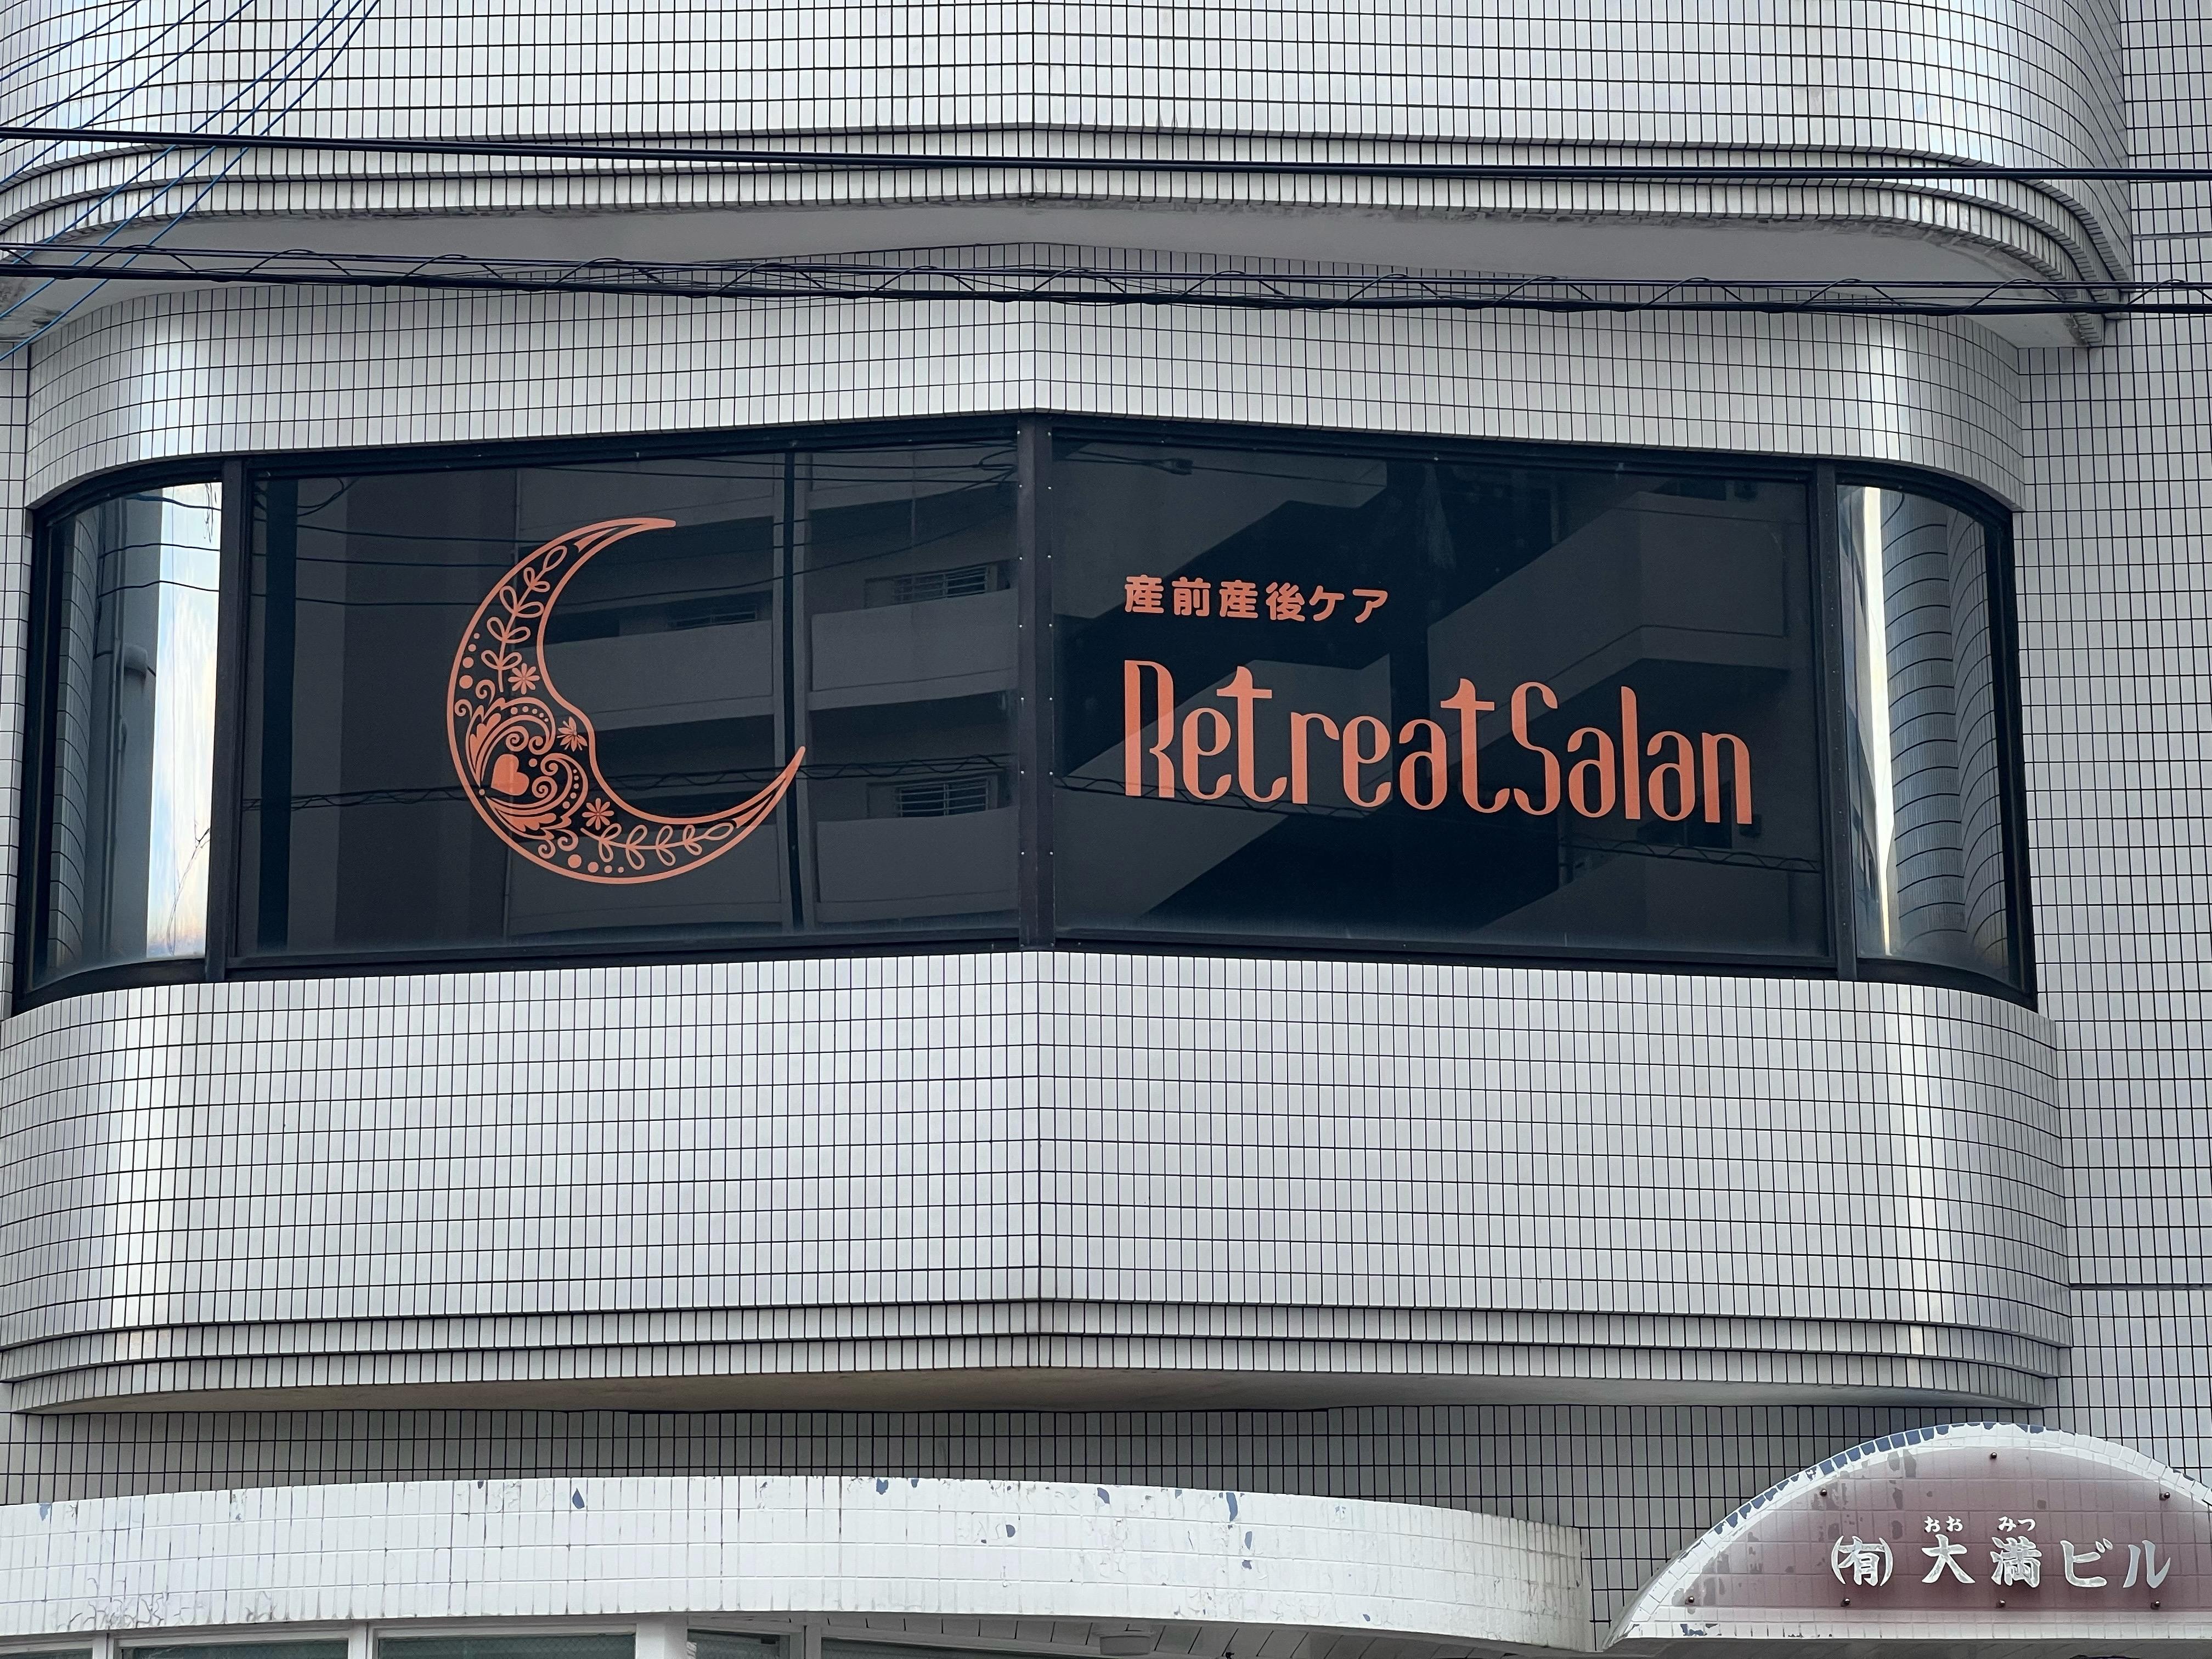 産前産後ケア
RetreatSalan
おお みつ
㈲大満ビル